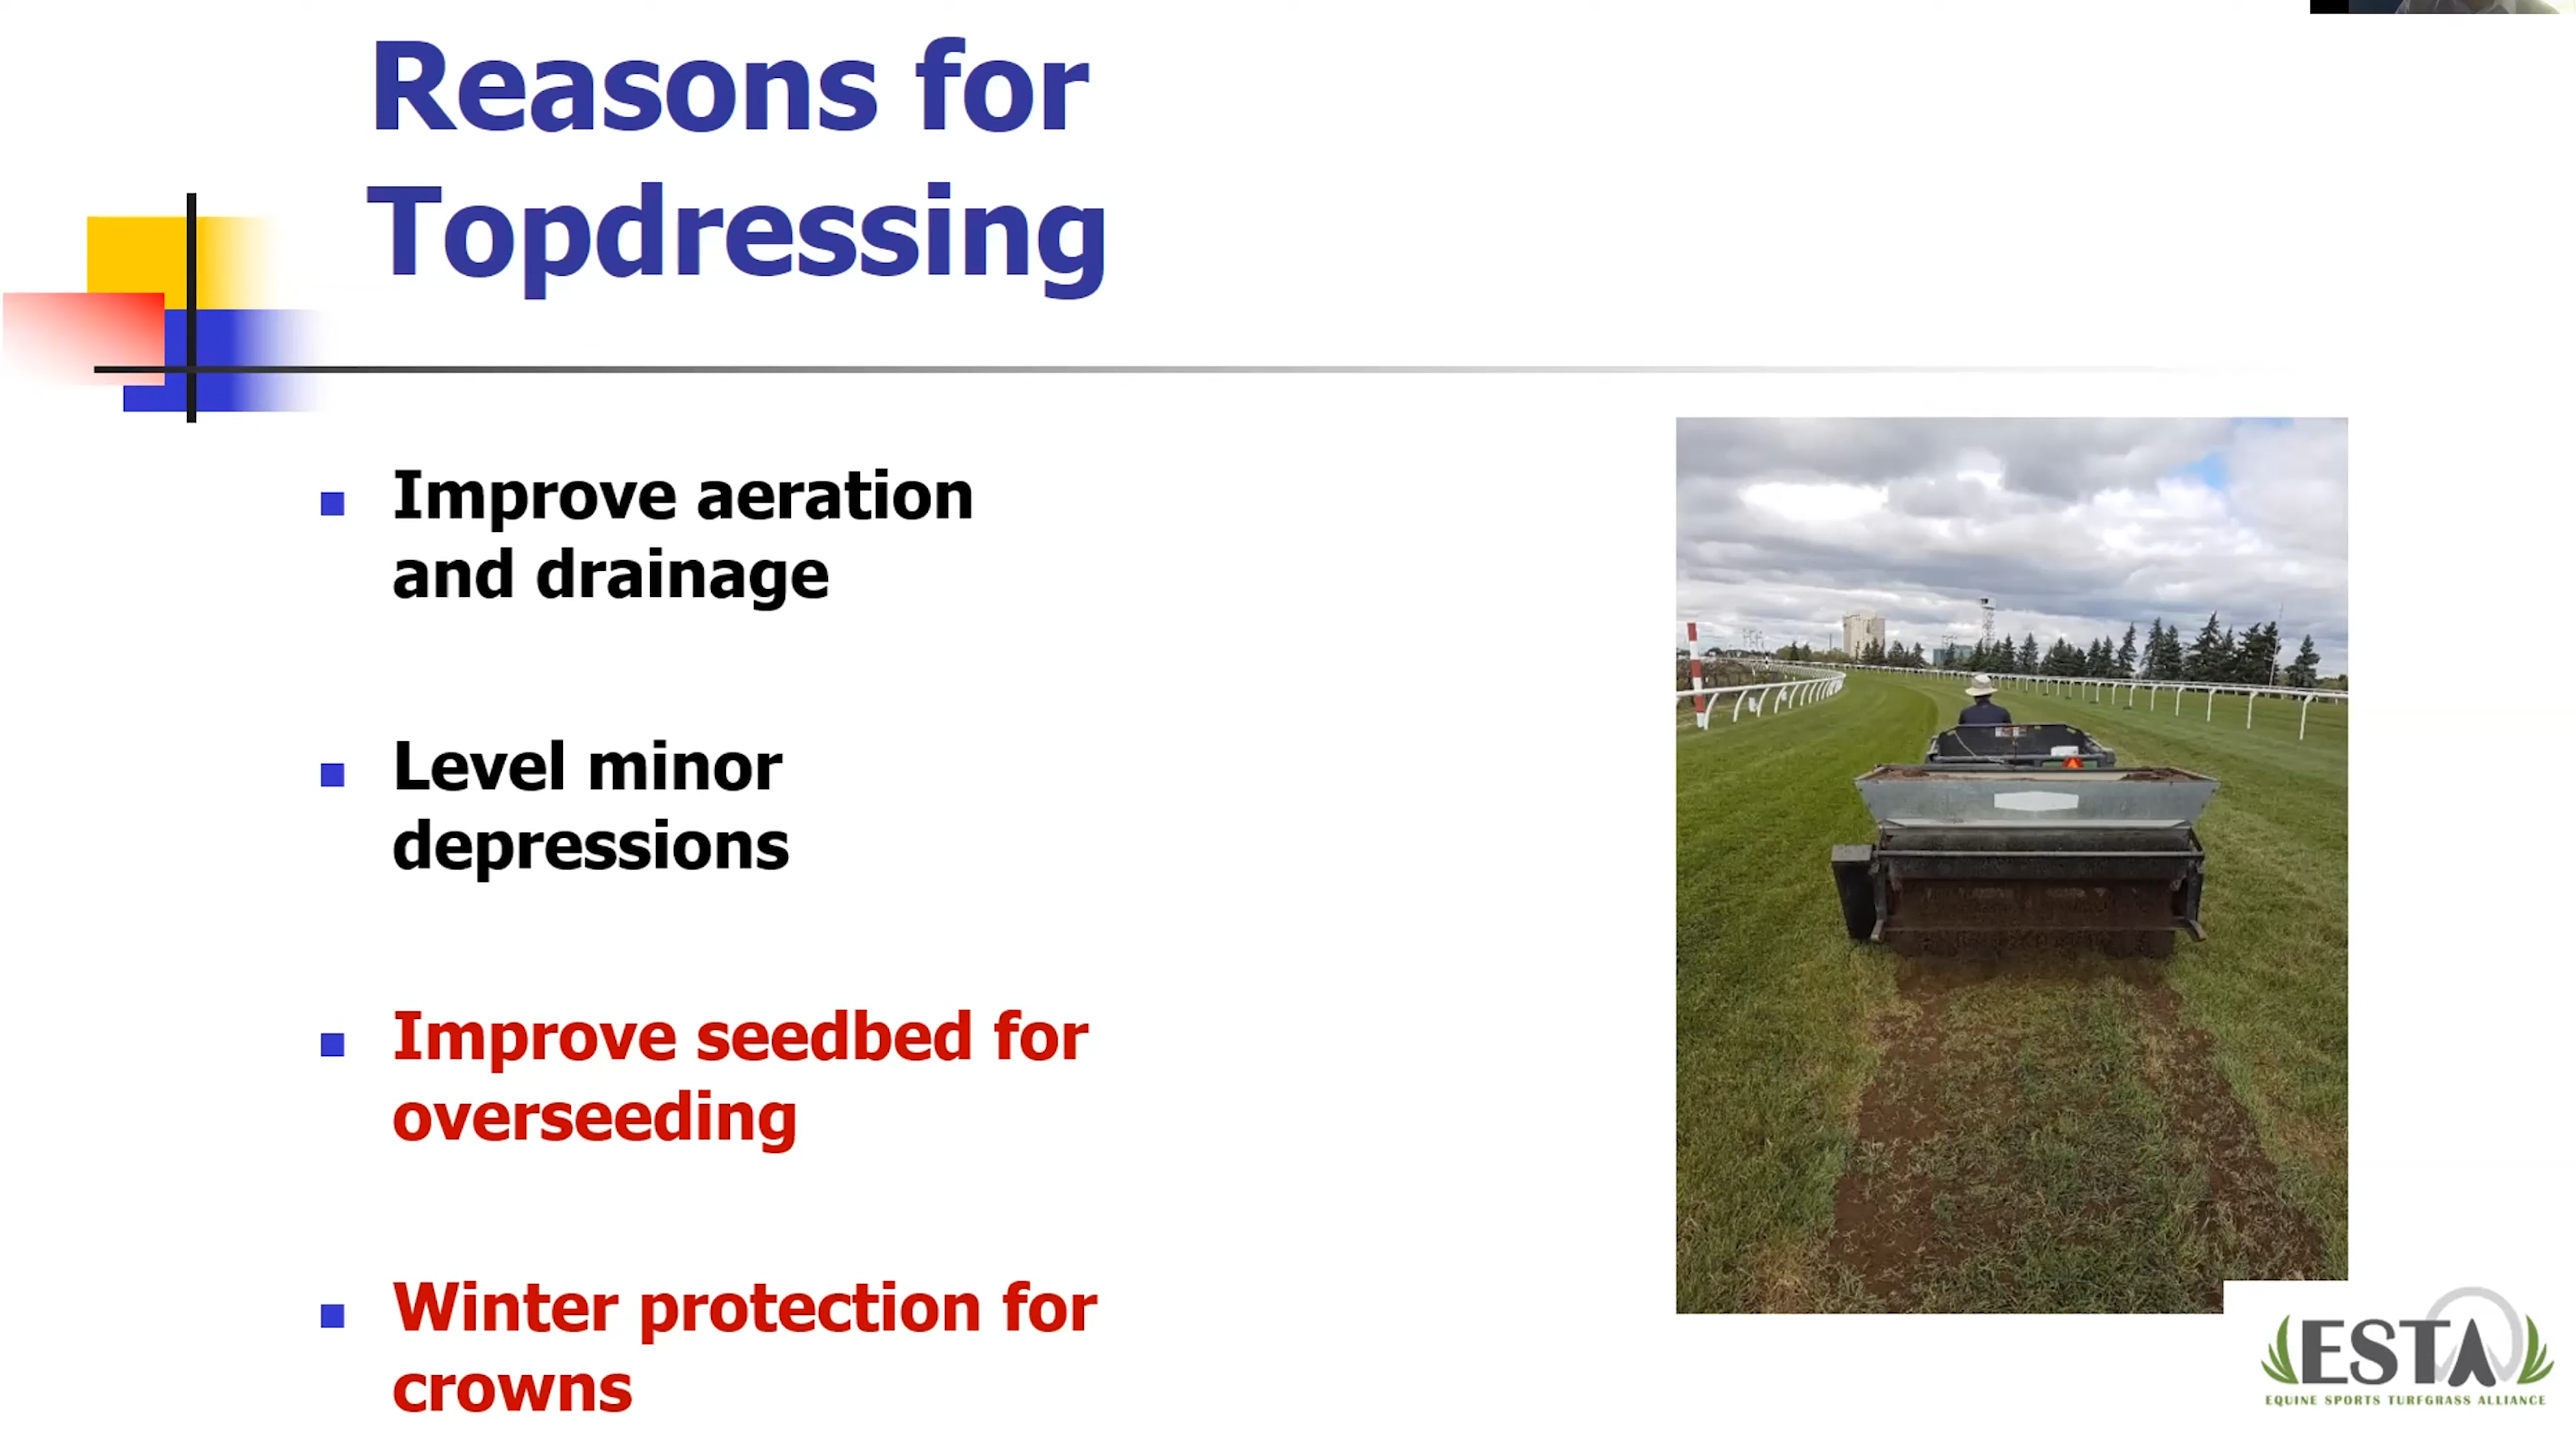 Reasons for
Topdressing
Improve aeration
and drainage
Level minor
depressions
Improve seedbed for
overseeding
Winter protection for
crowns
ESTA
EQUINE SPORTS TURFGRASS ALLIANCE